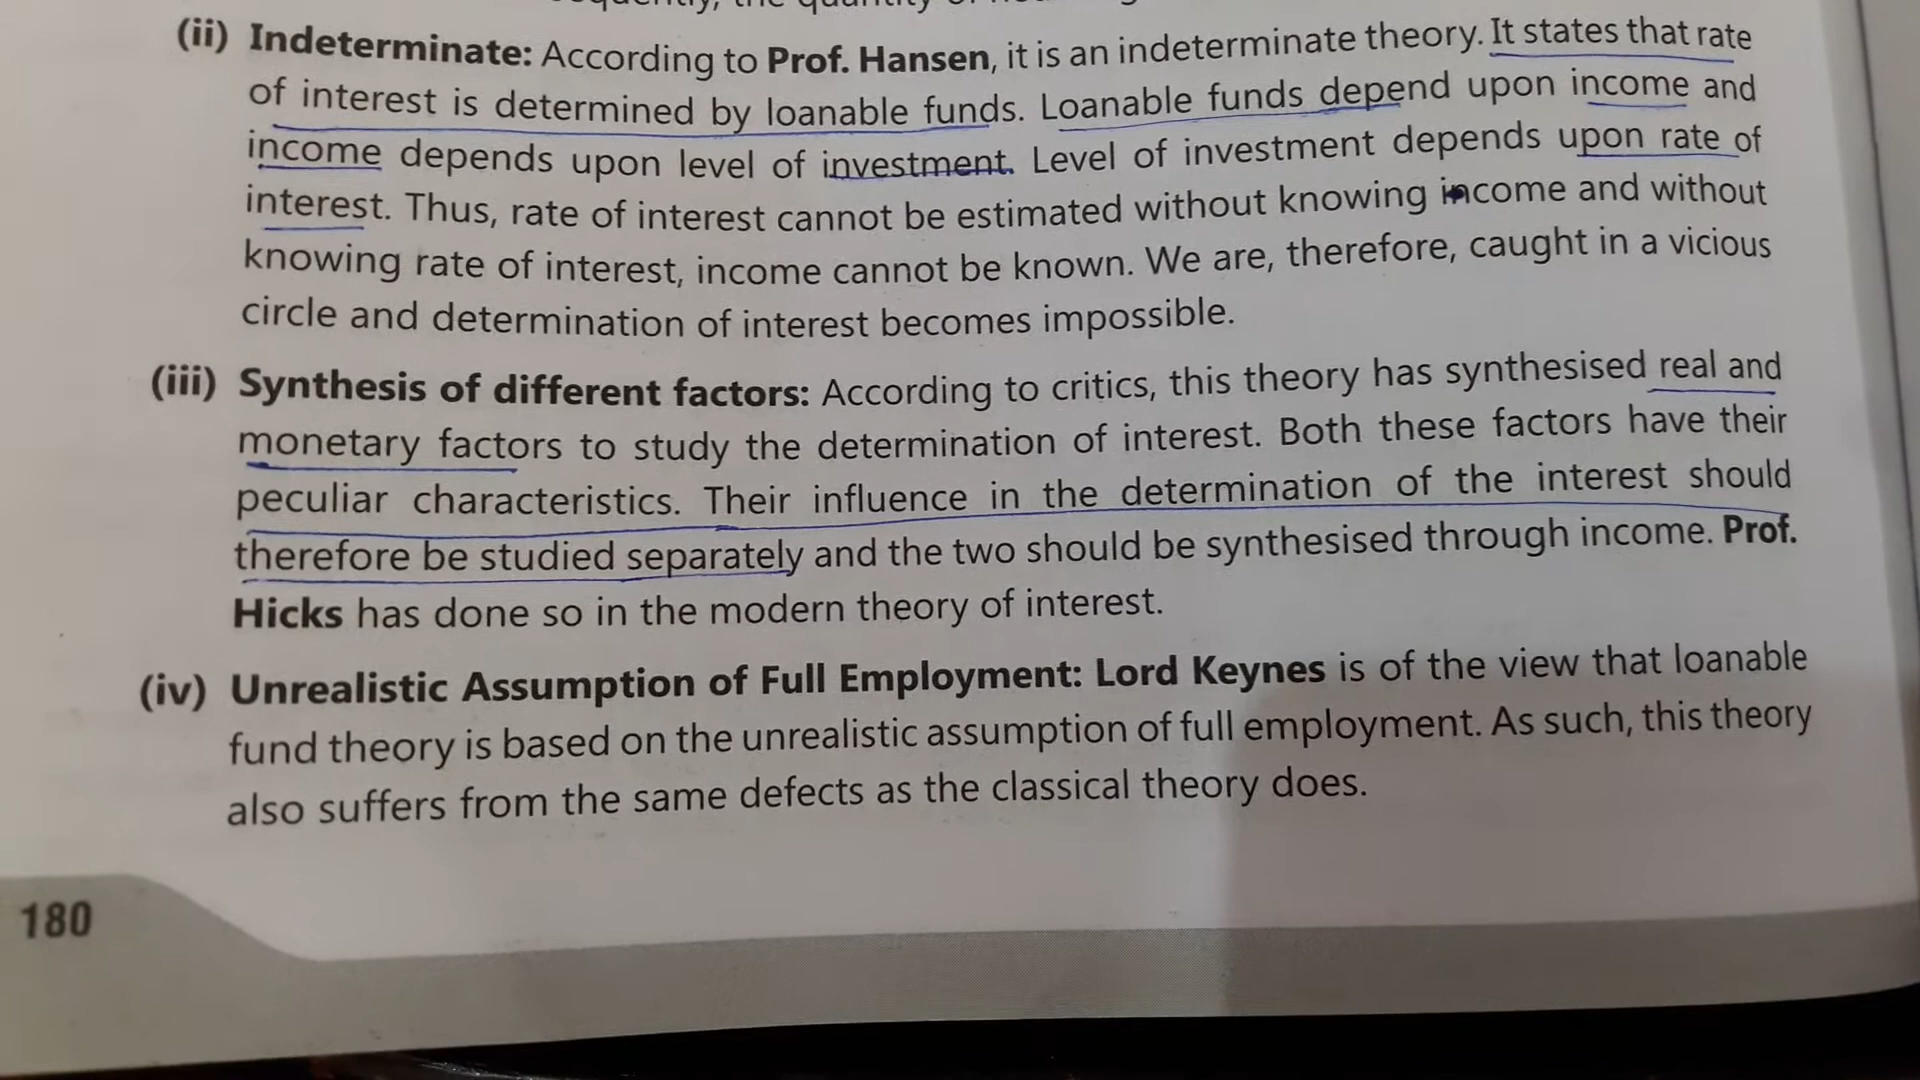 the quantity of
(ii) Indeterminate: According to Prof. Hansen, it is an indeterminate theory. It states that rate
of interest is determined by loanable funds. Loanable funds depend upon income and
income depends upon level of investment. Level of investment depends upon rate of
interest. Thus, rate of interest cannot be estimated without knowing income and without
knowing rate of interest, income cannot be known. We are, therefore, caught in a vicious
circle and determination of interest becomes impossible.
(iii) Synthesis of different factors: According to critics, this theory has synthesised real and
monetary factors to study the determination of interest. Both these factors have their
peculiar characteristics. Their influence in the determination of the interest should
therefore be studied separately and the two should be synthesised through income. Prof.
Hicks has done so in the modern theory of interest.
(iv) Unrealistic Assumption of Full Employment: Lord Keynes is of the view that loanable
fund theory is based on the unrealistic assumption of full employment. As such, this theory
also suffers from the same defects as the classical theory does.
180